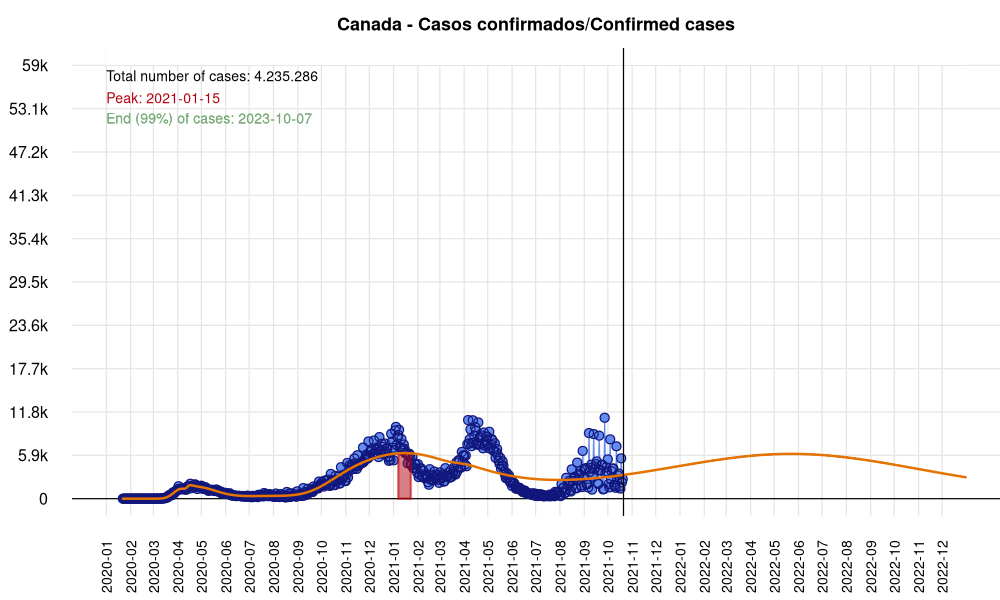 Canada - Casos confirmados/Confirmed cases
59k
Total number of cases: 4.235.286
Peak: 2021-01-15
End (99%) of cases: 2023-10-07
53.1k
47.2k
41.3k
35.4k
29.5k
23.6k
17.7k
11.8k
5.9k
0
2020-01
2020-02
2020-03
2020-04
2020-05
2020-06
2020-07
2020-08
2020-09
2020-10
2020-11
2020-12
2021-01
2021-02
2021-03
2021-04
2021-05
2021-06
2021-07
2021-08
2021-09
2021-10
2021-11
2021-12
2022-01
2022-02
2022-03
2022-04
2022-05
2022-06
2022-07
2022-08
2022-09
2022-10
2022-11
2022-12